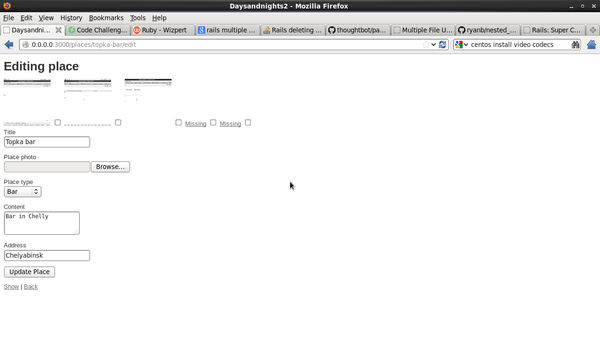 Daysandnights2 - Mozilla Firefox
File Edit View History Bookmarks Tools Help
Daysandni... Code Challeng... Ruby - Wizpert rails multiple ... Rails deleting ... thoughtbot/pa... Multiple File U... ryanb/nested_... Rails: Super C...
0.0.0.0:3000/places/topka-bar/edit centos install video codecs
Editing place
Missing Missing
Title
Topka bar
Place photo
Browse...
Place type
Bar
Content
Bar in Chelly
Address
Chelyabinsk
Update Place
Show | Back